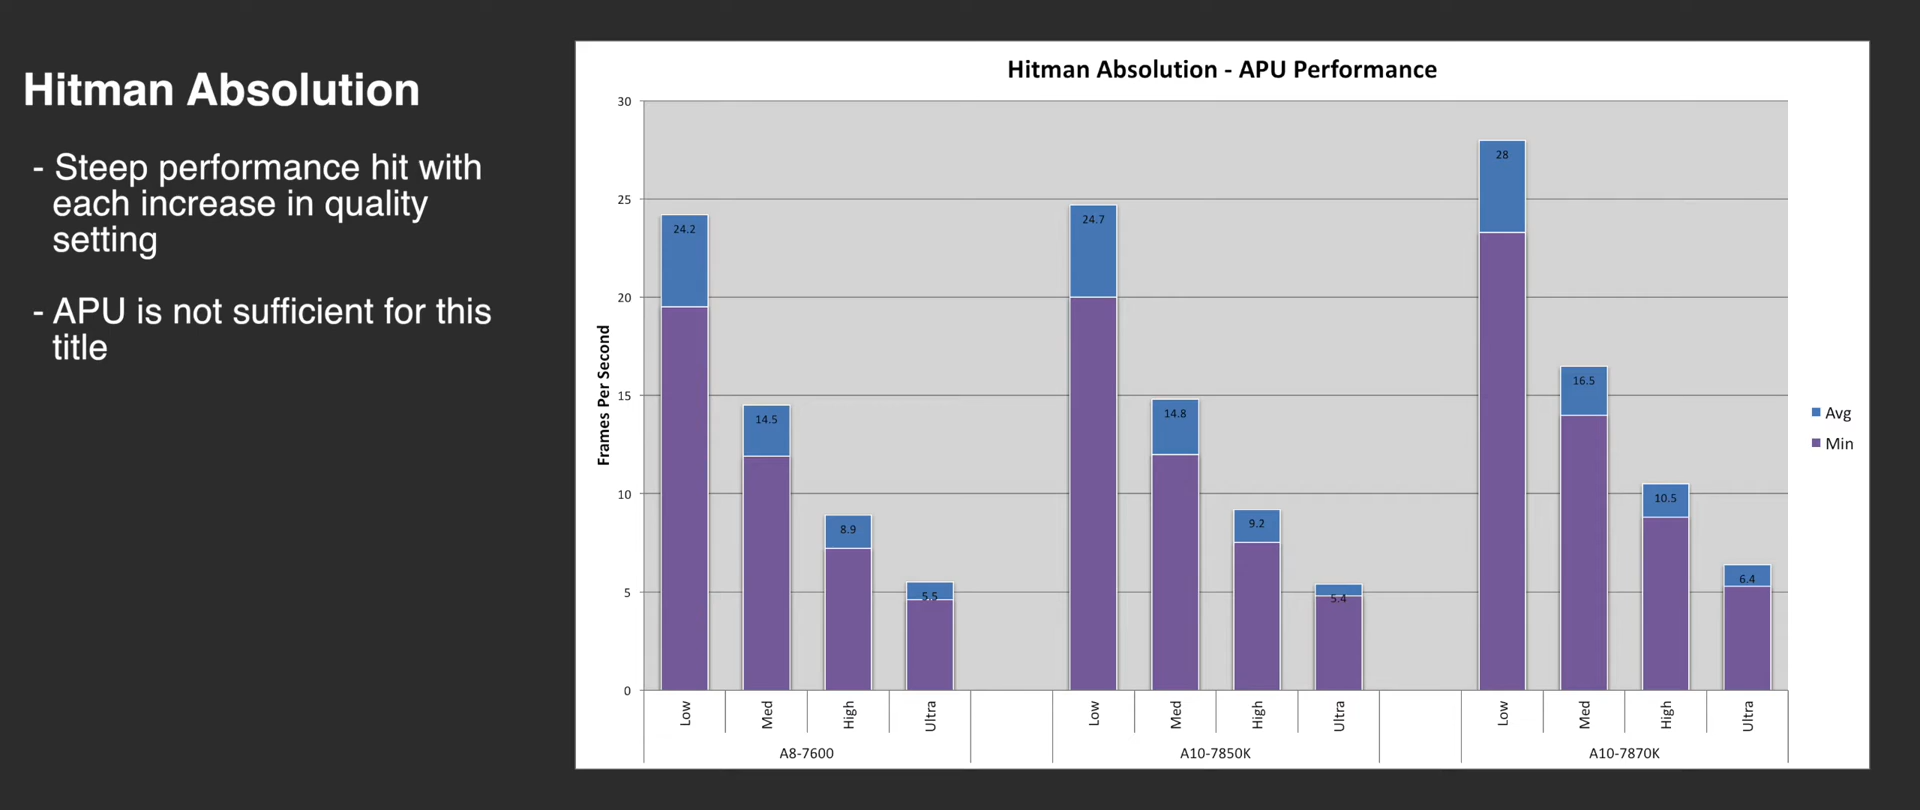 Hitman Absolution
- Steep performance hit with
each increase in quality
setting
- APU is not sufficient for this
title
Hitman Absolution - APU Performance
Frames Per Second
30
25
20
15
10
5
0
24.2
14.5
8.9
5.5
24.7
14.8
9.2
5.4
28
16.5
10.5
6.4
Low
Med
High
Ultra
Low
Med
High
Ultra
Low
Med
High
Ultra
A8-7600
A10-7850K
A10-7870K
Avg
Min